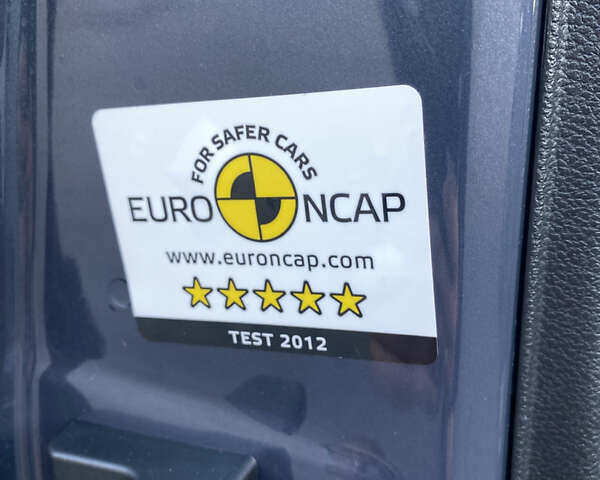 FOR SAFER CARS
EURO NCAP
www.euroncap.com
TEST 2012